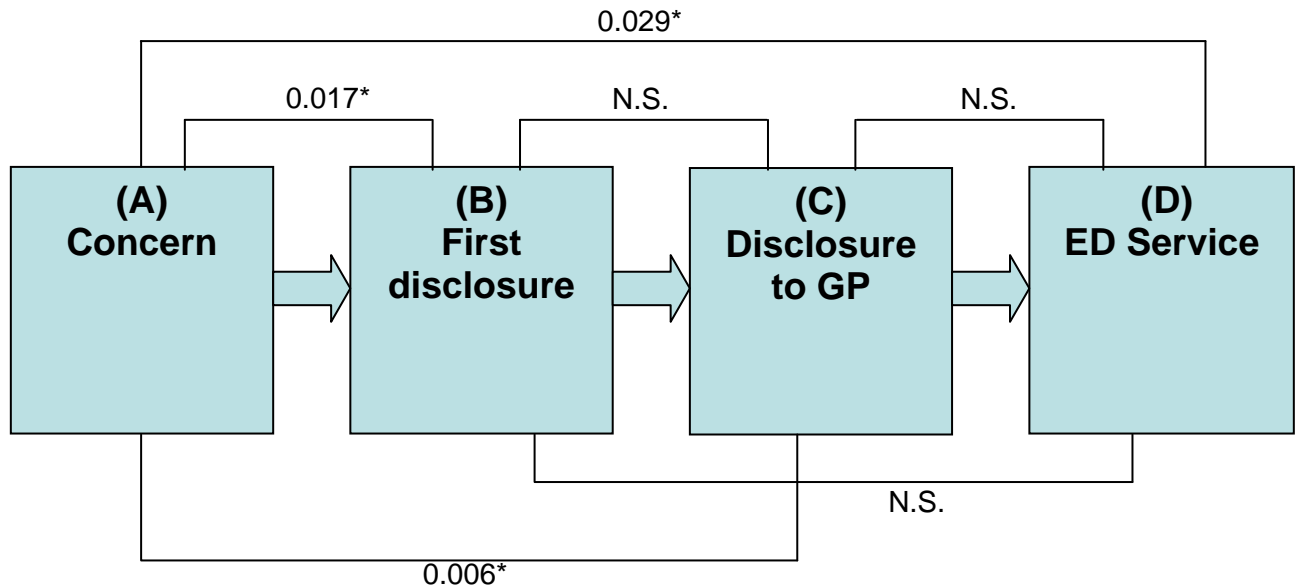 0.029*
0.017*
N.S.
N.S.
(A)
Concern
(B)
First
disclosure
(C)
Disclosure
to GP
(D)
ED Service
N.S.
0.006*